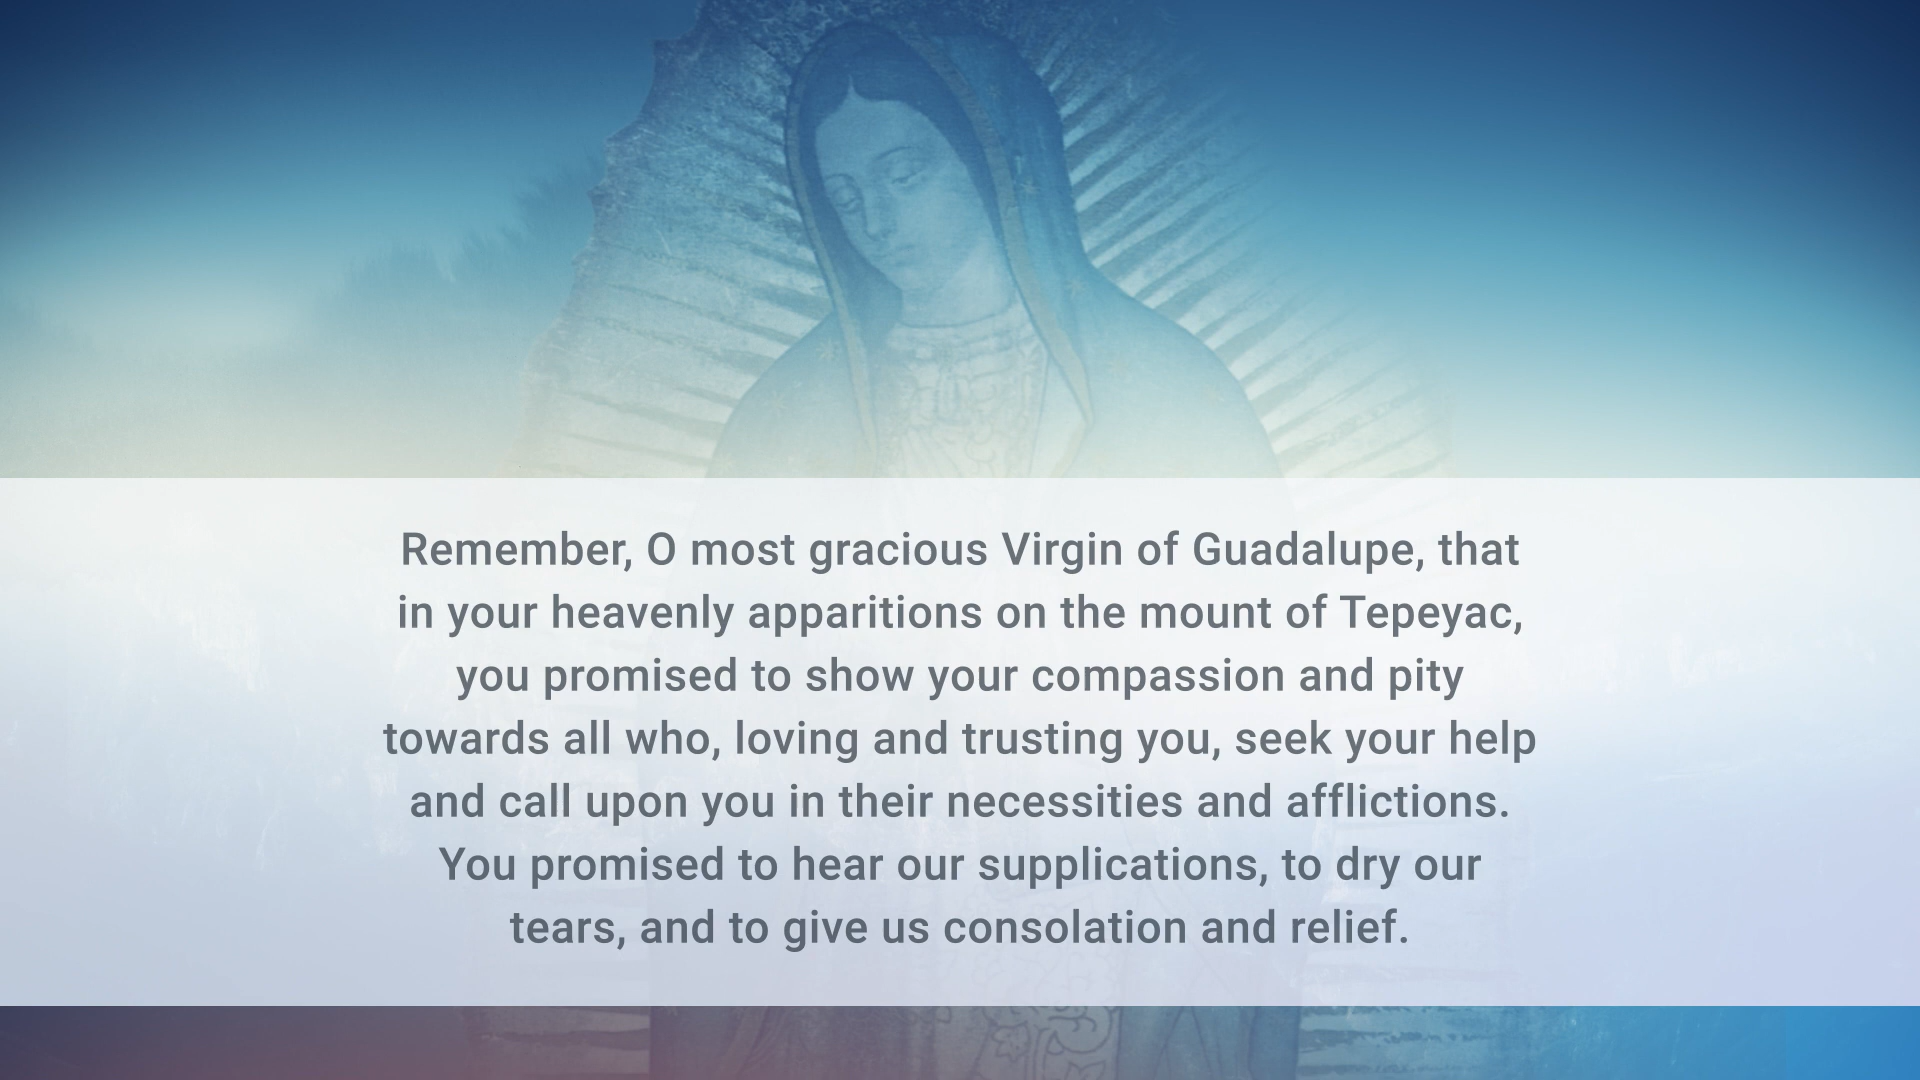 Remember, O most gracious Virgin of Guadalupe, that
in your heavenly apparitions on the mount of Tepeyac,
you promised to show your compassion and pity
towards all who, loving and trusting you, seek your help
and call upon you in their necessities and afflictions.
You promised to hear our supplications, to dry our
tears, and to give us consolation and relief.